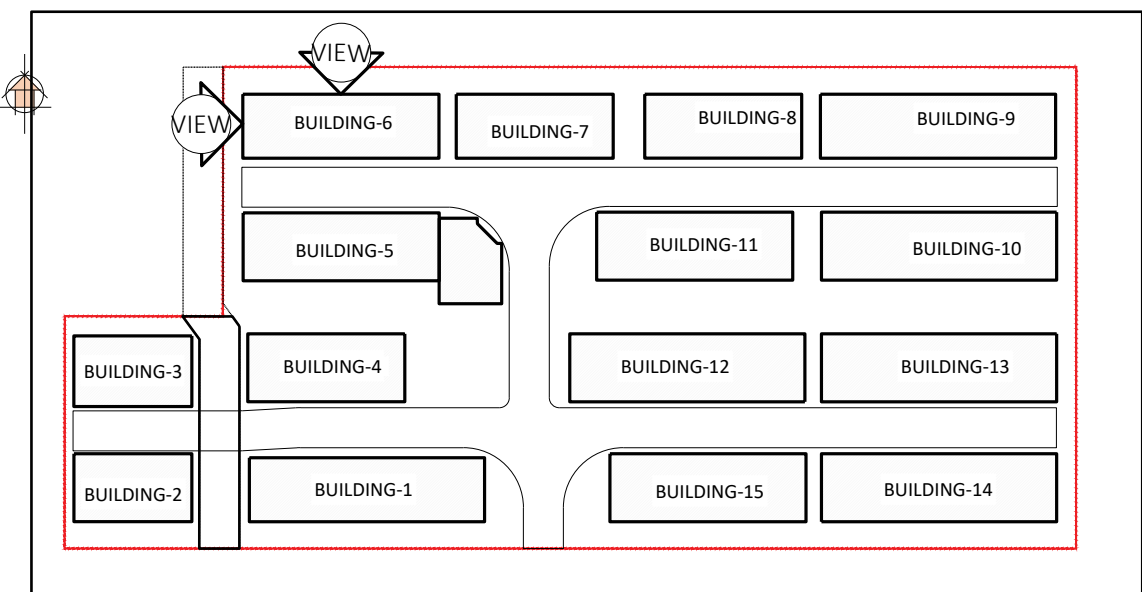 VIEW
VIEW
BUILDING-6
BUILDING-7
BUILDING-8
BUILDING-9
BUILDING-5
BUILDING-11
BUILDING-10
BUILDING-3
BUILDING-4
BUILDING-12
BUILDING-13
BUILDING-2
BUILDING-1
BUILDING-15
BUILDING-14